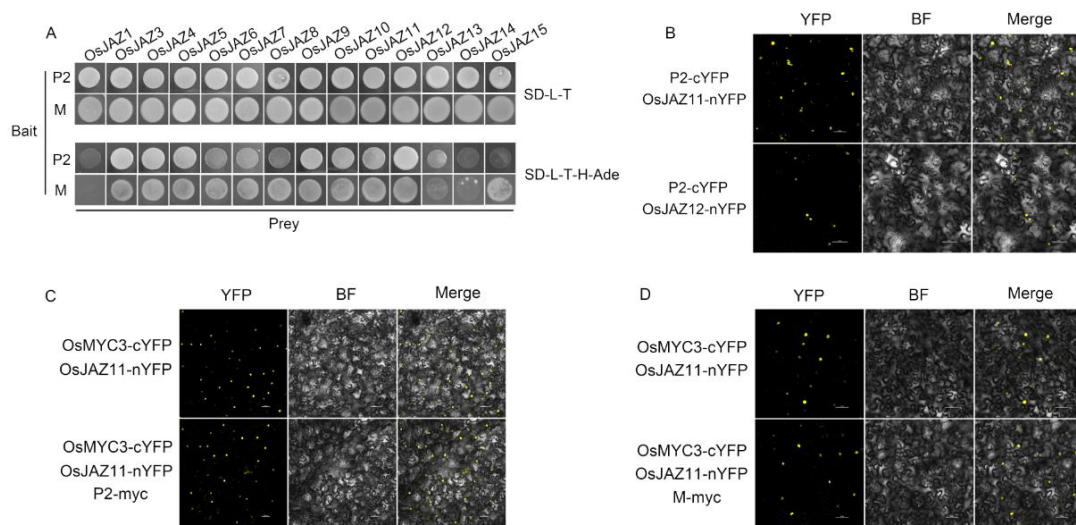 A
OsJAZ1 OsJAZ3 OsJAZ4 OsJAZ5 OsJAZ6 OsJAZ7 OsJAZ8 OsJAZ9 OsJAZ10 OsJAZ11 OsJAZ12 OsJAZ13 OsJAZ14 OsJAZ15
P2
M
SD-L-T
Bait
P2
M
SD-L-T-H-Ade
Prey
B
YFP BF Merge
P2-cYFP
OsJAZ11-nYFP
P2-cYFP
OsJAZ12-nYFP
C
YFP BF Merge
OsMYC3-cYFP
OsJAZ11-nYFP
OsMYC3-cYFP
OsJAZ11-nYFP
P2-myc
D
YFP BF Merge
OsMYC3-cYFP
OsJAZ11-nYFP
OsMYC3-cYFP
OsJAZ11-nYFP
M-myc